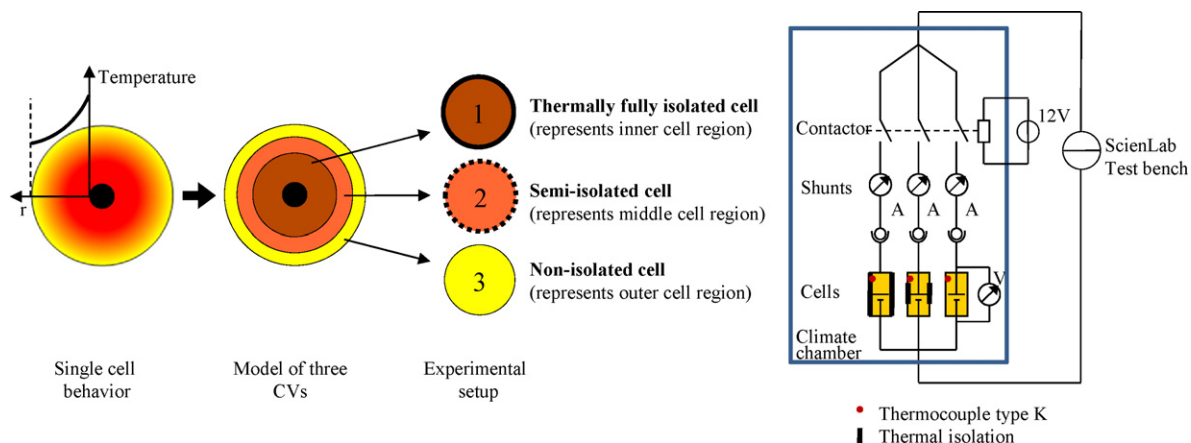 Temperature
r
1
Thermally fully isolated cell
(represents inner cell region)
2
Semi-isolated cell
(represents middle cell region)
3
Non-isolated cell
(represents outer cell region)
Single cell
behavior
Model of three
CVs
Experimental
setup
Contactor
12V
ScienLab
Test bench
Shunts
A A A
Cells
V
Climate
chamber
Thermocouple type K
Thermal isolation